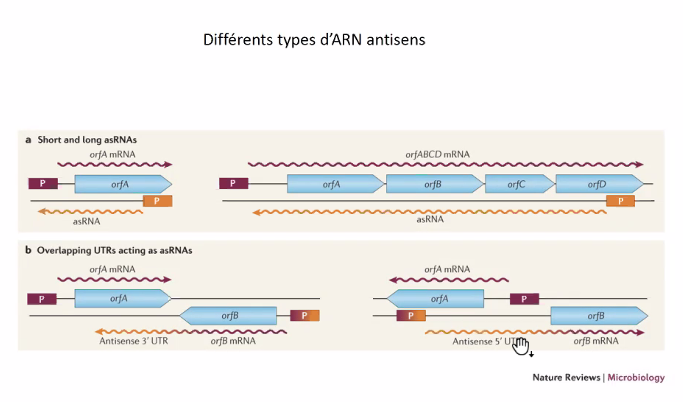 Différents types d'ARN antisens
a Short and long asRNAs
orfA mRNA
P
orfA
P
asRNA
orfABCD mRNA
P
orfA
orfB
orfC
orfD
P
asRNA
b Overlapping UTRs acting as asRNAs
orfA mRNA
P
orfA
orfB
P
Antisense 3' UTR
orfB mRNA
orfA mRNA
orfA
P
P
orfB
Antisense 5'
orfB mRNA
Nature Reviews | Microbiology